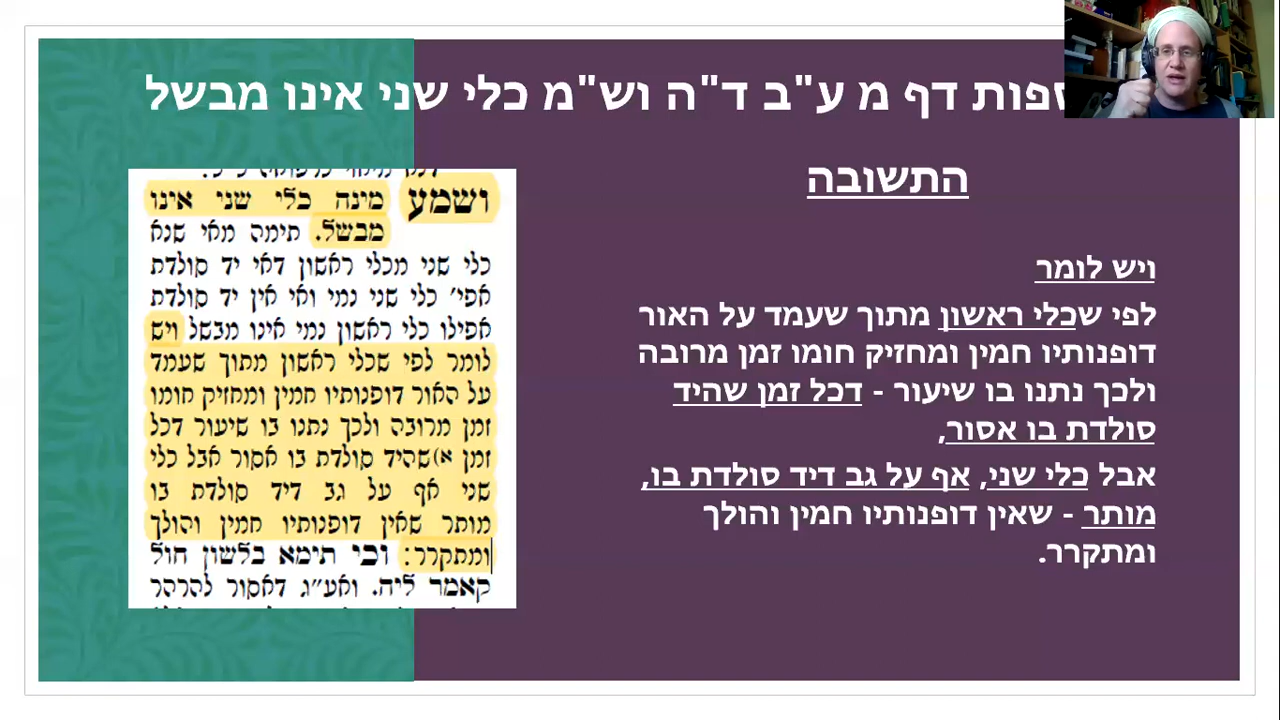 דף מ ע"ב ד"ה וש"מ כלי שני אינו מבשל
התשובה
ויש לומר
לפי שכלי ראשון מתוך שעמד על האור
דופנותיו חמין ומחזיק חומו זמן מרובה
ולכך נתנו בו שיעור - דכל זמן שהיד
סולדת בו אסור,
אבל כלי שני, אף על גב דיד סולדת בו,
מותר - שאין דופנותיו חמין והולך
ומתקרר.
ושמע מינה כלי שני אינו
מבשל. תימה מאי שנא
כלי שני מכלי ראשון דאי יד סולדת
אפי' כלי שני נמי ואי אין יד סולדת
אפילו כלי ראשון נמי אינו מבשל ויש
לומר לפי שכלי ראשון מתוך שעמד
על האור דופנותיו חמין ומחזיק חומו
זמן מרובה ולכך נתנו בו שיעור דכל
זמן א)שהיד סולדת בו אסור אבל כלי
שני אף על גב דיד סולדת בו
מותר שאין דופנותיו חמין והולך
ומתקרר: וכי תימא בלשון חול
קאמר ליה. ואע״ג דאסור להרהר